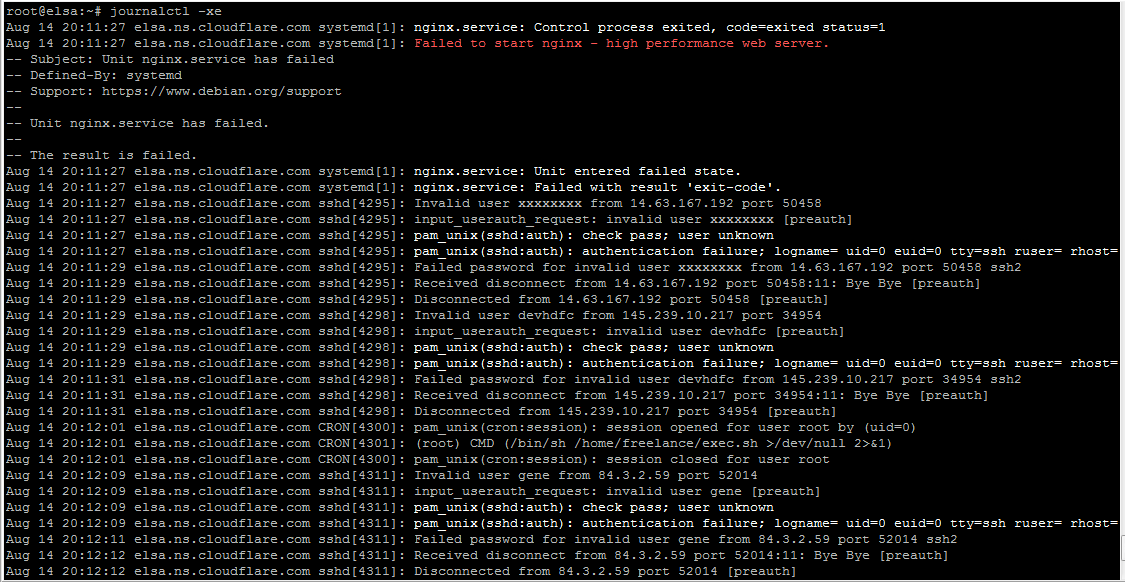 root@elsa:~# journalctl -xe
Aug 14 20:11:27 elsa.ns.cloudflare.com systemd[1]: nginx.service: Control process exited, code=exited status=1
Aug 14 20:11:27 elsa.ns.cloudflare.com systemd[1]: Failed to start nginx - high performance web server.
-- Subject: Unit nginx.service has failed
-- Defined-By: systemd
-- Support: https://www.debian.org/support
--
-- Unit nginx.service has failed.
--
-- The result is failed.
Aug 14 20:11:27 elsa.ns.cloudflare.com systemd[1]: nginx.service: Unit entered failed state.
Aug 14 20:11:27 elsa.ns.cloudflare.com systemd[1]: nginx.service: Failed with result 'exit-code'.
Aug 14 20:11:27 elsa.ns.cloudflare.com sshd[4295]: Invalid user xxxxxxxx from 14.63.167.192 port 50458
Aug 14 20:11:27 elsa.ns.cloudflare.com sshd[4295]: input_userauth_request: invalid user xxxxxxxx [preauth]
Aug 14 20:11:27 elsa.ns.cloudflare.com sshd[4295]: pam_unix(sshd:auth): check pass; user unknown
Aug 14 20:11:27 elsa.ns.cloudflare.com sshd[4295]: pam_unix(sshd:auth): authentication failure; logname= uid=0 euid=0 tty=ssh ruser= rhost=
Aug 14 20:11:29 elsa.ns.cloudflare.com sshd[4295]: Failed password for invalid user xxxxxxxx from 14.63.167.192 port 50458 ssh2
Aug 14 20:11:29 elsa.ns.cloudflare.com sshd[4295]: Received disconnect from 14.63.167.192 port 50458:11: Bye Bye [preauth]
Aug 14 20:11:29 elsa.ns.cloudflare.com sshd[4295]: Disconnected from 14.63.167.192 port 50458 [preauth]
Aug 14 20:11:29 elsa.ns.cloudflare.com sshd[4298]: Invalid user devhdfc from 145.239.10.217 port 34954
Aug 14 20:11:29 elsa.ns.cloudflare.com sshd[4298]: input_userauth_request: invalid user devhdfc [preauth]
Aug 14 20:11:29 elsa.ns.cloudflare.com sshd[4298]: pam_unix(sshd:auth): check pass; user unknown
Aug 14 20:11:29 elsa.ns.cloudflare.com sshd[4298]: pam_unix(sshd:auth): authentication failure; logname= uid=0 euid=0 tty=ssh ruser= rhost=
Aug 14 20:11:31 elsa.ns.cloudflare.com sshd[4298]: Failed password for invalid user devhdfc from 145.239.10.217 port 34954 ssh2
Aug 14 20:11:31 elsa.ns.cloudflare.com sshd[4298]: Received disconnect from 145.239.10.217 port 34954:11: Bye Bye [preauth]
Aug 14 20:11:31 elsa.ns.cloudflare.com sshd[4298]: Disconnected from 145.239.10.217 port 34954 [preauth]
Aug 14 20:12:01 elsa.ns.cloudflare.com CRON[4300]: pam_unix(cron:session): session opened for user root by (uid=0)
Aug 14 20:12:01 elsa.ns.cloudflare.com CRON[4301]: (root) CMD (/bin/sh /home/freelance/exec.sh >/dev/null 2>&1)
Aug 14 20:12:01 elsa.ns.cloudflare.com CRON[4300]: pam_unix(cron:session): session closed for user root
Aug 14 20:12:09 elsa.ns.cloudflare.com sshd[4311]: Invalid user gene from 84.3.2.59 port 52014
Aug 14 20:12:09 elsa.ns.cloudflare.com sshd[4311]: input_userauth_request: invalid user gene [preauth]
Aug 14 20:12:09 elsa.ns.cloudflare.com sshd[4311]: pam_unix(sshd:auth): check pass; user unknown
Aug 14 20:12:09 elsa.ns.cloudflare.com sshd[4311]: pam_unix(sshd:auth): authentication failure; logname= uid=0 euid=0 tty=ssh ruser= rhost=
Aug 14 20:12:11 elsa.ns.cloudflare.com sshd[4311]: Failed password for invalid user gene from 84.3.2.59 port 52014 ssh2
Aug 14 20:12:12 elsa.ns.cloudflare.com sshd[4311]: Received disconnect from 84.3.2.59 port 52014:11: Bye Bye [preauth]
Aug 14 20:12:12 elsa.ns.cloudflare.com sshd[4311]: Disconnected from 84.3.2.59 port 52014 [preauth]